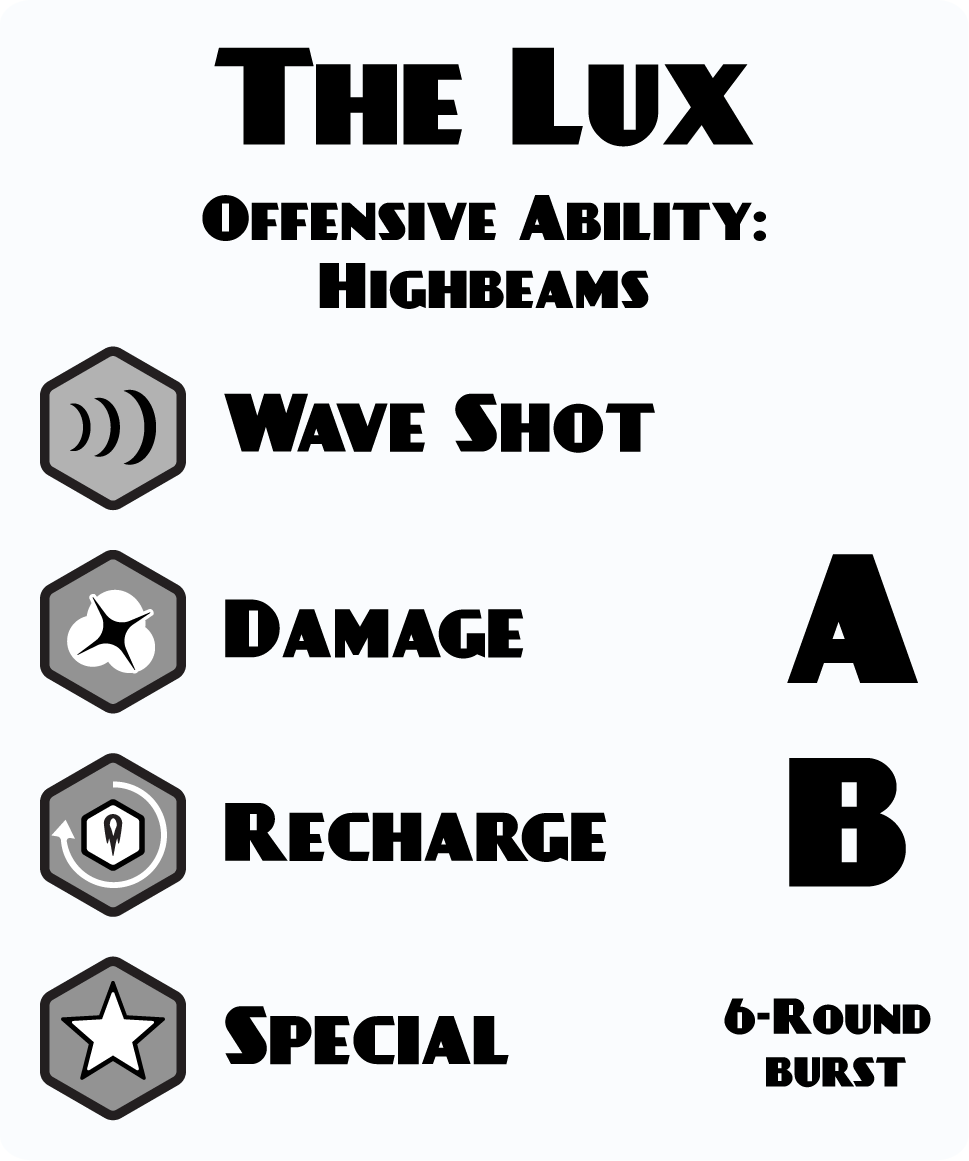 The Lux
Offensive Ability:
Highbeams
Wave Shot
Damage A
Recharge B
Special 6-Round
burst